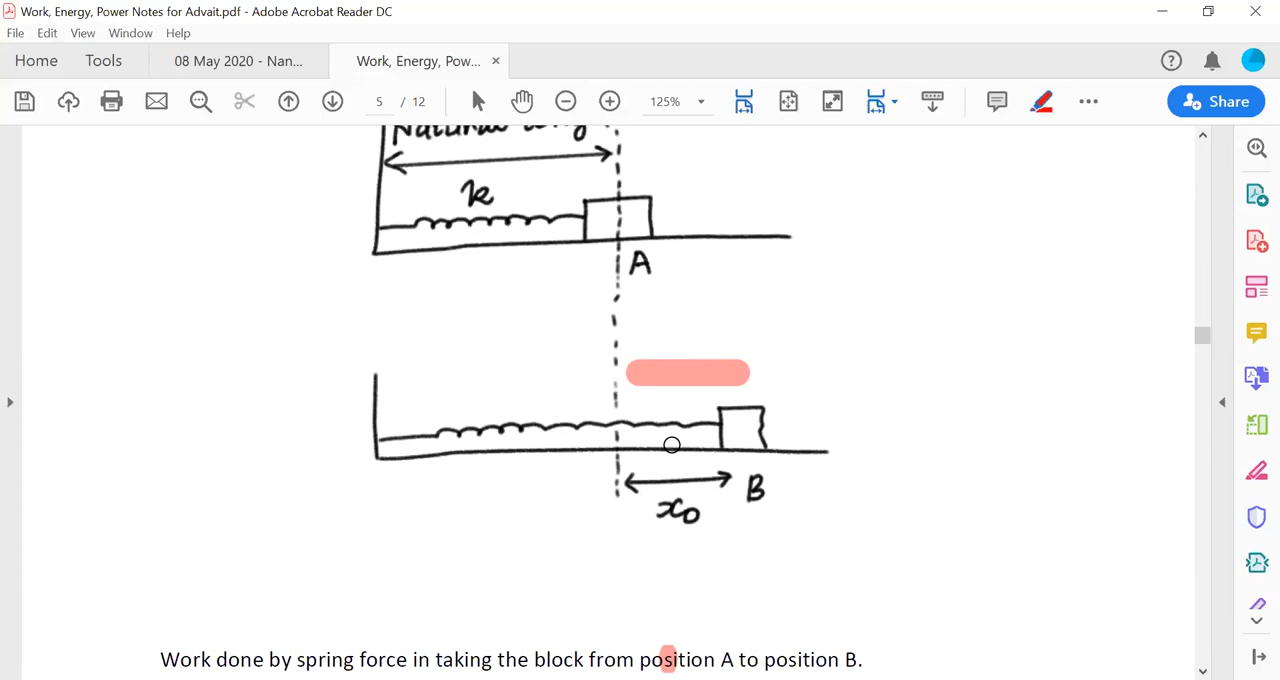 Work, Energy, Power Notes for Advait.pdf - Adobe Acrobat Reader DC
File Edit View Window Help
Home Tools 08 May 2020 - Nan... Work, Energy, Pow... ×
5 / 12 125% Share
Natural
k
A
B
x₀
Work done by spring force in taking the block from position A to position B.